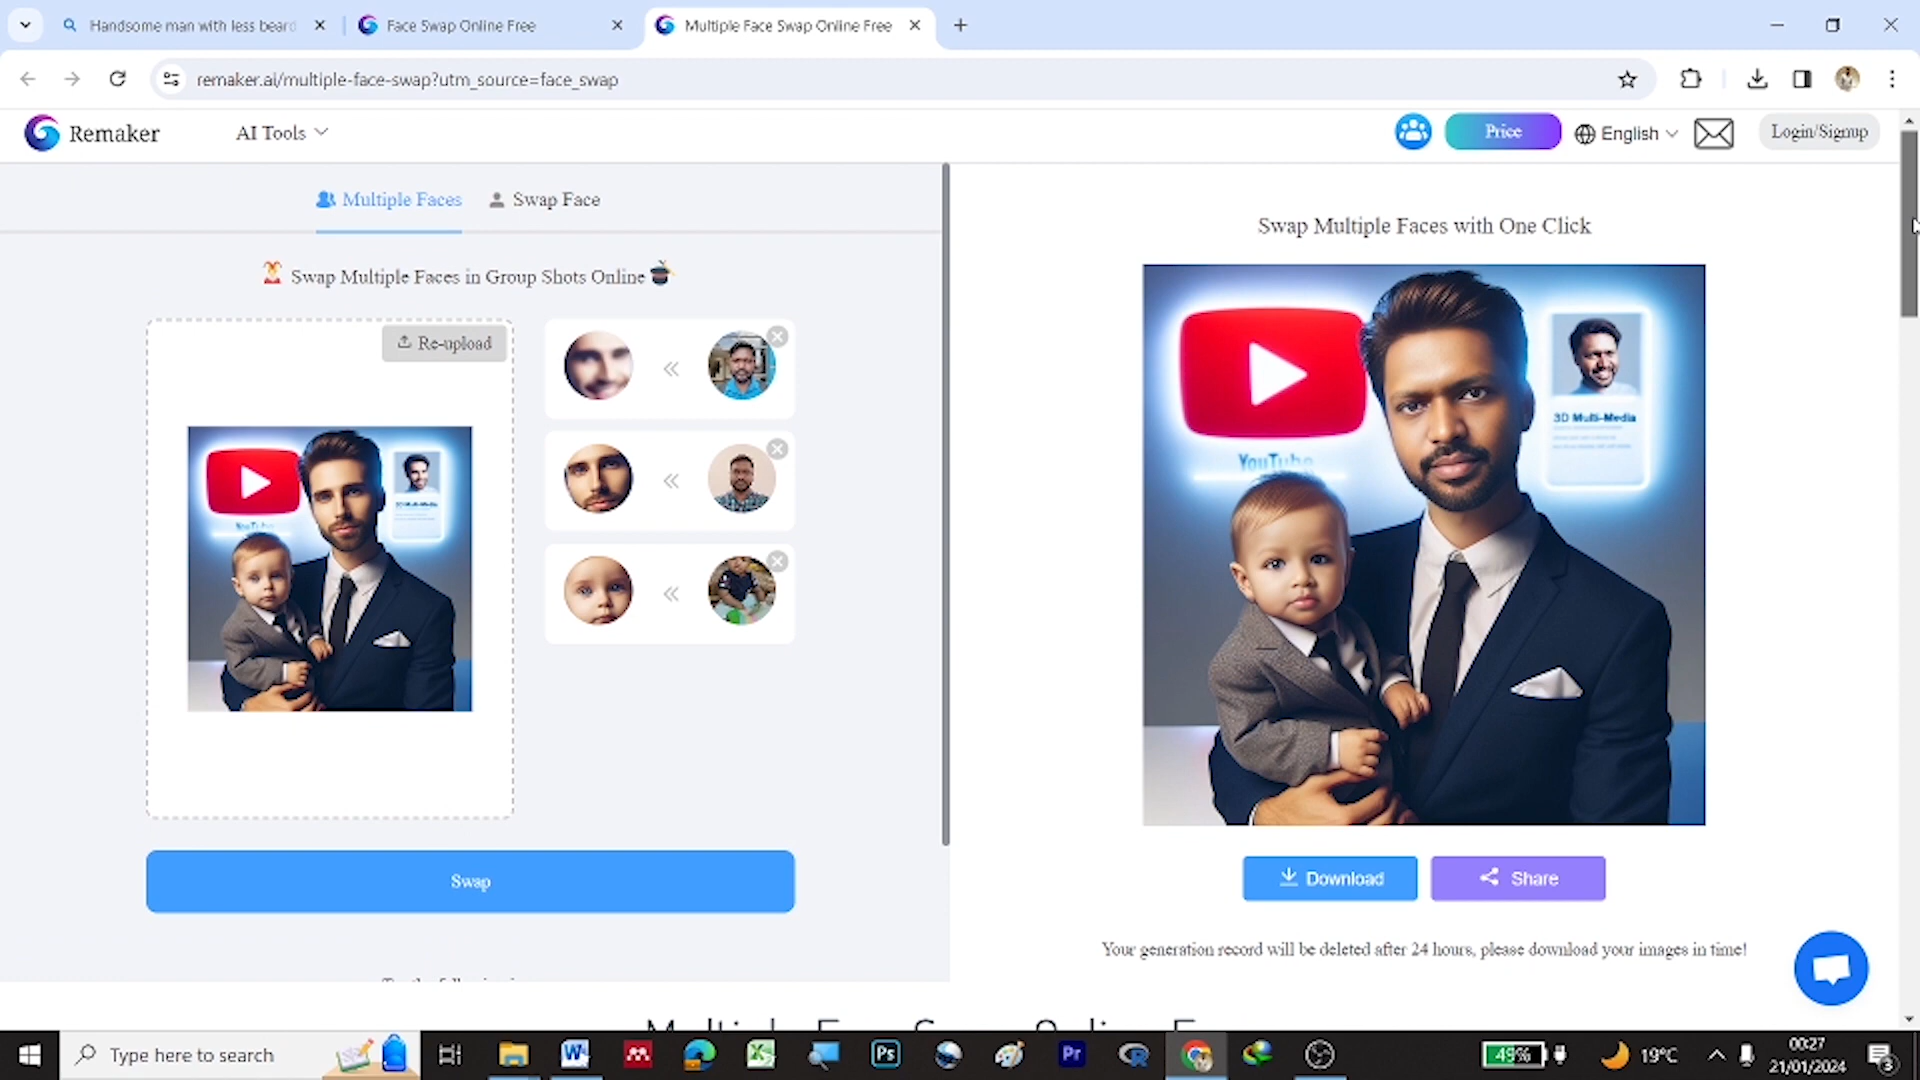 Handsome man with less beard
Face Swap Online Free
Multiple Face Swap Online Free
remaker.ai/multiple-face-swap?utm_source=face_swap
Remaker
AI Tools
Price
English
Login/Signup
Multiple Faces
Swap Face
Swap Multiple Faces in Group Shots Online
Re-upload
Swap
Swap Multiple Faces with One Click
YouTube
3D Multi-Media
Download
Share
Your generation record will be deleted after 24 hours, please download your images in time!
Type here to search
Ps
Pr
49%
19°C
00:27
21/01/2024
3